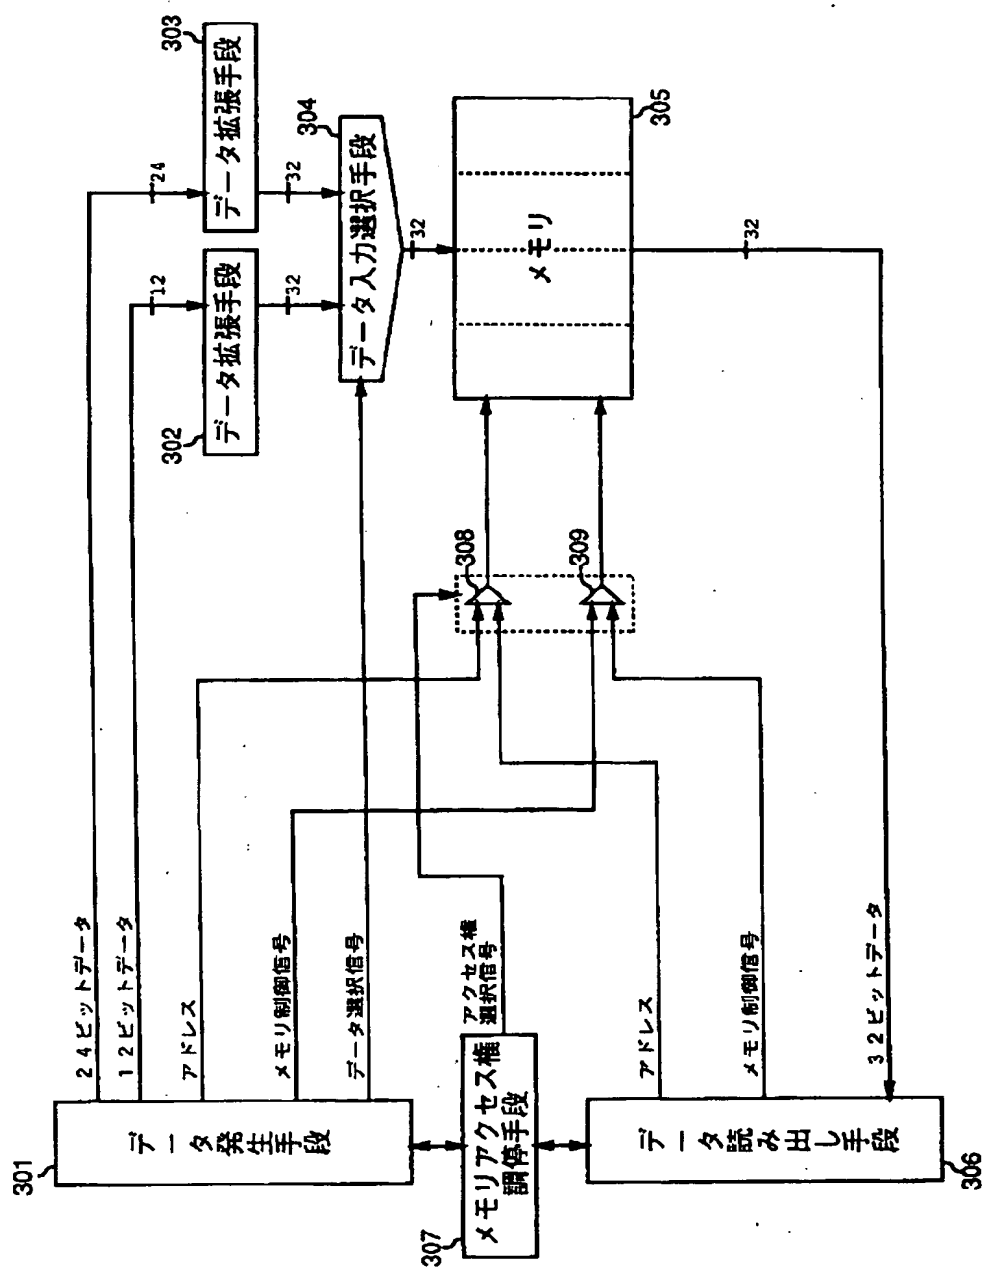 301
データ発生手段
24ビットデータ
12ビットデータ
アドレス
メモリ制御信号
データ選択信号
24
12
303
データ拡張手段
302
データ拡張手段
32
32
304
データ入力選択手段
32
305
メモリ
308
309
アクセス権
選択信号
307
メモリアクセス権
調停手段
アドレス
メモリ制御信号
32ビットデータ
32
データ読み出し手段
306